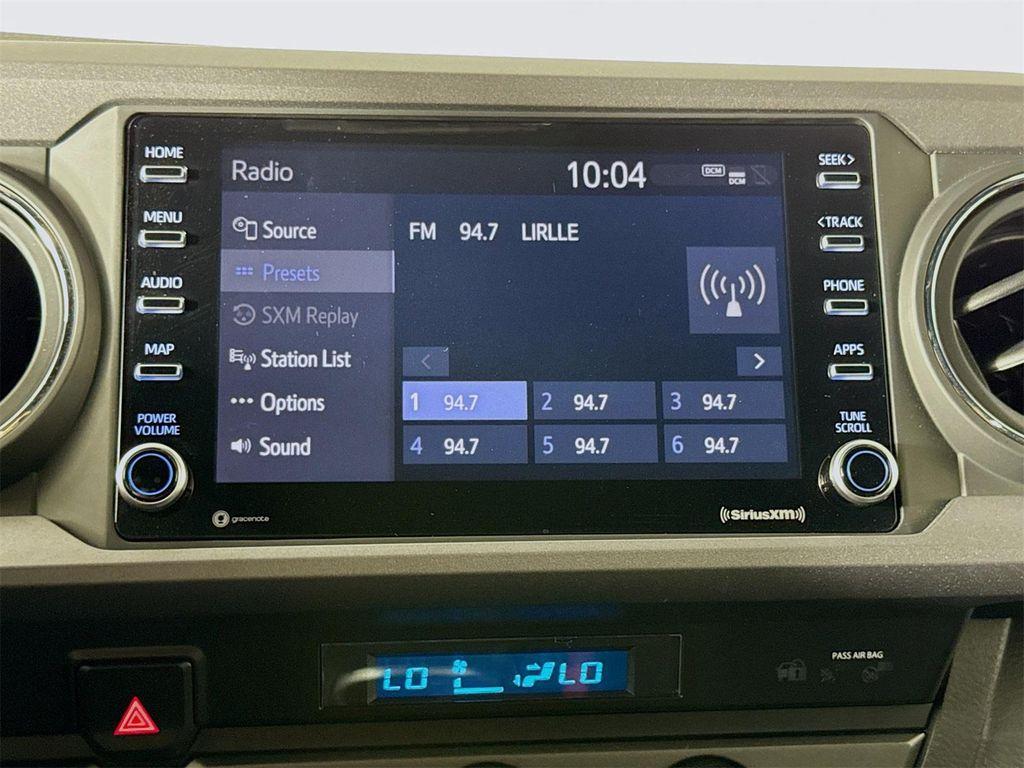 HOME
MENU
AUDIO
MAP
POWER
VOLUME
Radio
10:04
DCM
DCM
Source
Presets
SXM Replay
Station List
Options
Sound
FM 94.7 LIRLLE
< >
1 94.7 2 94.7 3 94.7
4 94.7 5 94.7 6 94.7
SEEK>
<TRACK
PHONE
APPS
TUNE
SCROLL
gracenote
((SiriusXM))
LO LO
PASS AIR BAG